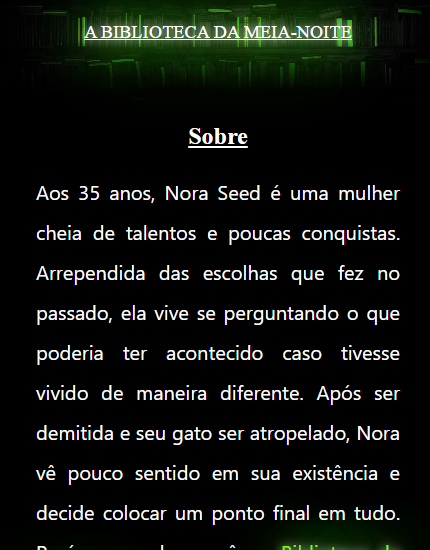 A BIBLIOTECA DA MEIA-NOITE
Sobre
Aos 35 anos, Nora Seed é uma mulher
cheia de talentos e poucas conquistas.
Arrependida das escolhas que fez no
passado, ela vive se perguntando o que
poderia ter acontecido caso tivesse
vivido de maneira diferente. Após ser
demitida e seu gato ser atropelado, Nora
vê pouco sentido em sua existência e
decide colocar um ponto final em tudo.